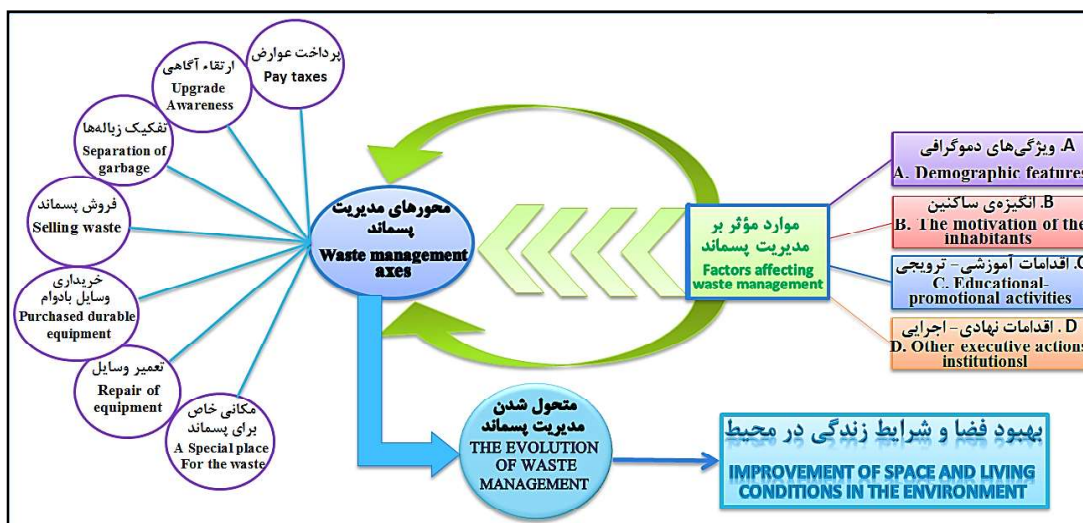 پرداخت عوارض
Pay taxes
ارتقاء آگاهی
Upgrade
Awareness
تفکیک زباله‌ها
Separation of
garbage
فروش پسماند
Selling waste
خریداری
وسایل بادوام
Purchased durable
equipment
تعمیر وسایل
Repair of
equipment
مکانی خاص
برای پسماند
A Special place
For the waste
محورهای مدیریت
پسماند
Waste management
axes
موارد مؤثر بر
مدیریت پسماند
Factors affecting
waste management
A. ویژگی‌های دموگرافی
A. Demographic features
B. انگیزه‌ی ساکنین
B. The motivation of the
inhabitants
C. اقدامات آموزشی- ترویجی
C. Educational-
promotional activities
D. اقدامات نهادی- اجرایی
D. Other executive actions
institutionsl
متحول شدن
مدیریت پسماند
THE EVOLUTION
OF WASTE
MANAGEMENT
بهبود فضا و شرایط زندگی در محیط
IMPROVEMENT OF SPACE AND LIVING
CONDITIONS IN THE ENVIRONMENT